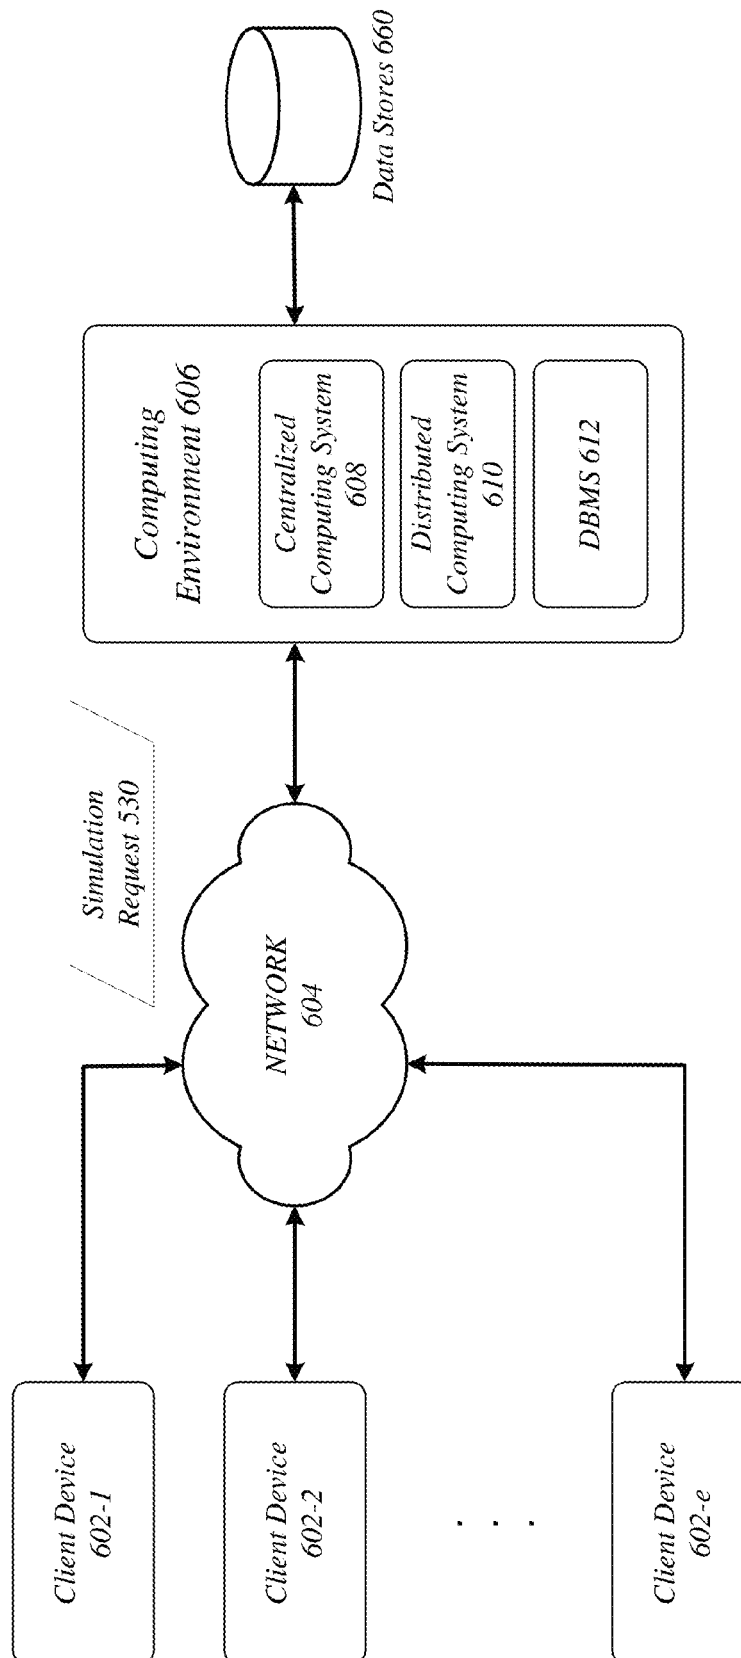 Client Device
602-1
Client Device
602-2
. . .
Client Device
602-e
NETWORK
604
Simulation
Request 530
Computing
Environment 606
Centralized
Computing System
608
Distributed
Computing System
610
DBMS 612
Data Stores 660